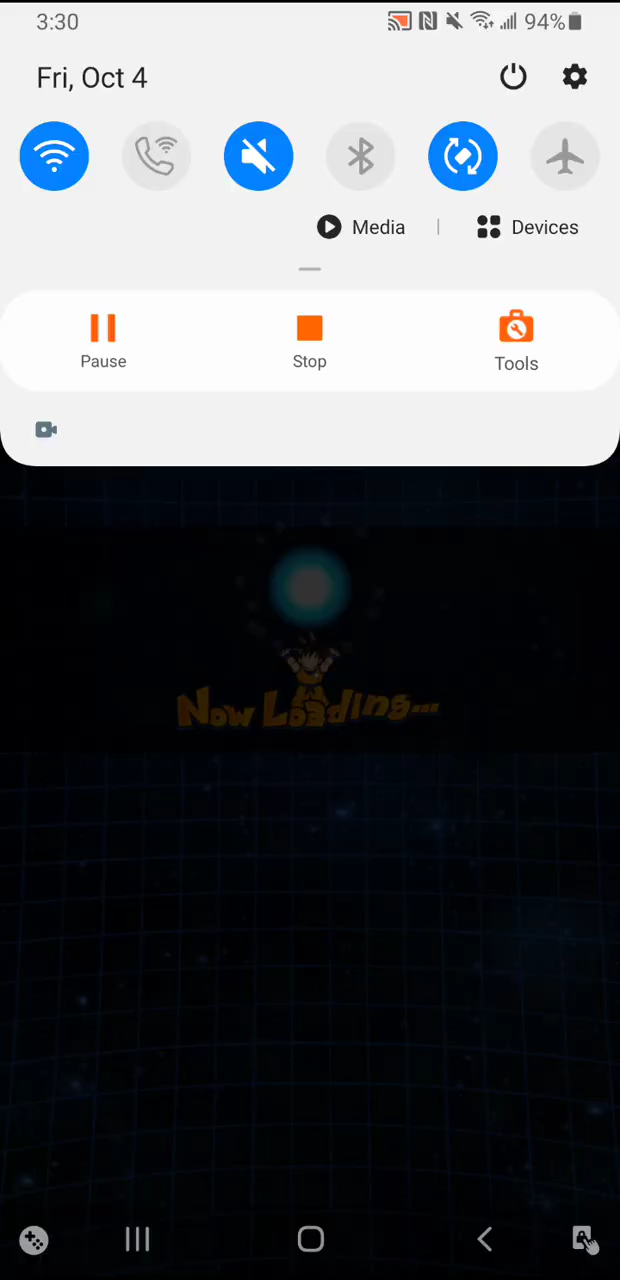 3:30
94%
Fri, Oct 4
Media | Devices
Pause
Stop
Tools
Now Loading...